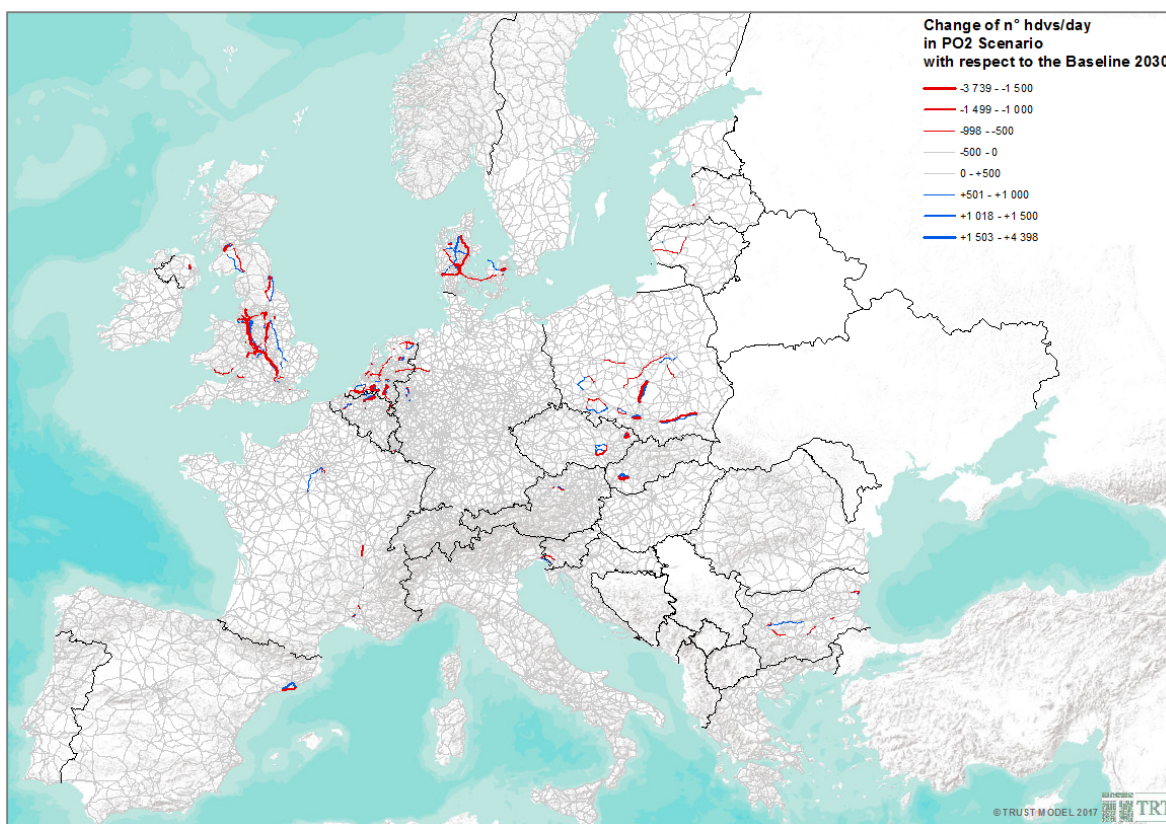 Change of n° hdvs/day
in PO2 Scenario
with respect to the Baseline 2030
-3 739 - -1 500
-1 499 - -1 000
-998 - -500
-500 - 0
0 - +500
+501 - +1 000
+1 018 - +1 500
+1 503 - +4 398
© TRUST MODEL 2017
TRT